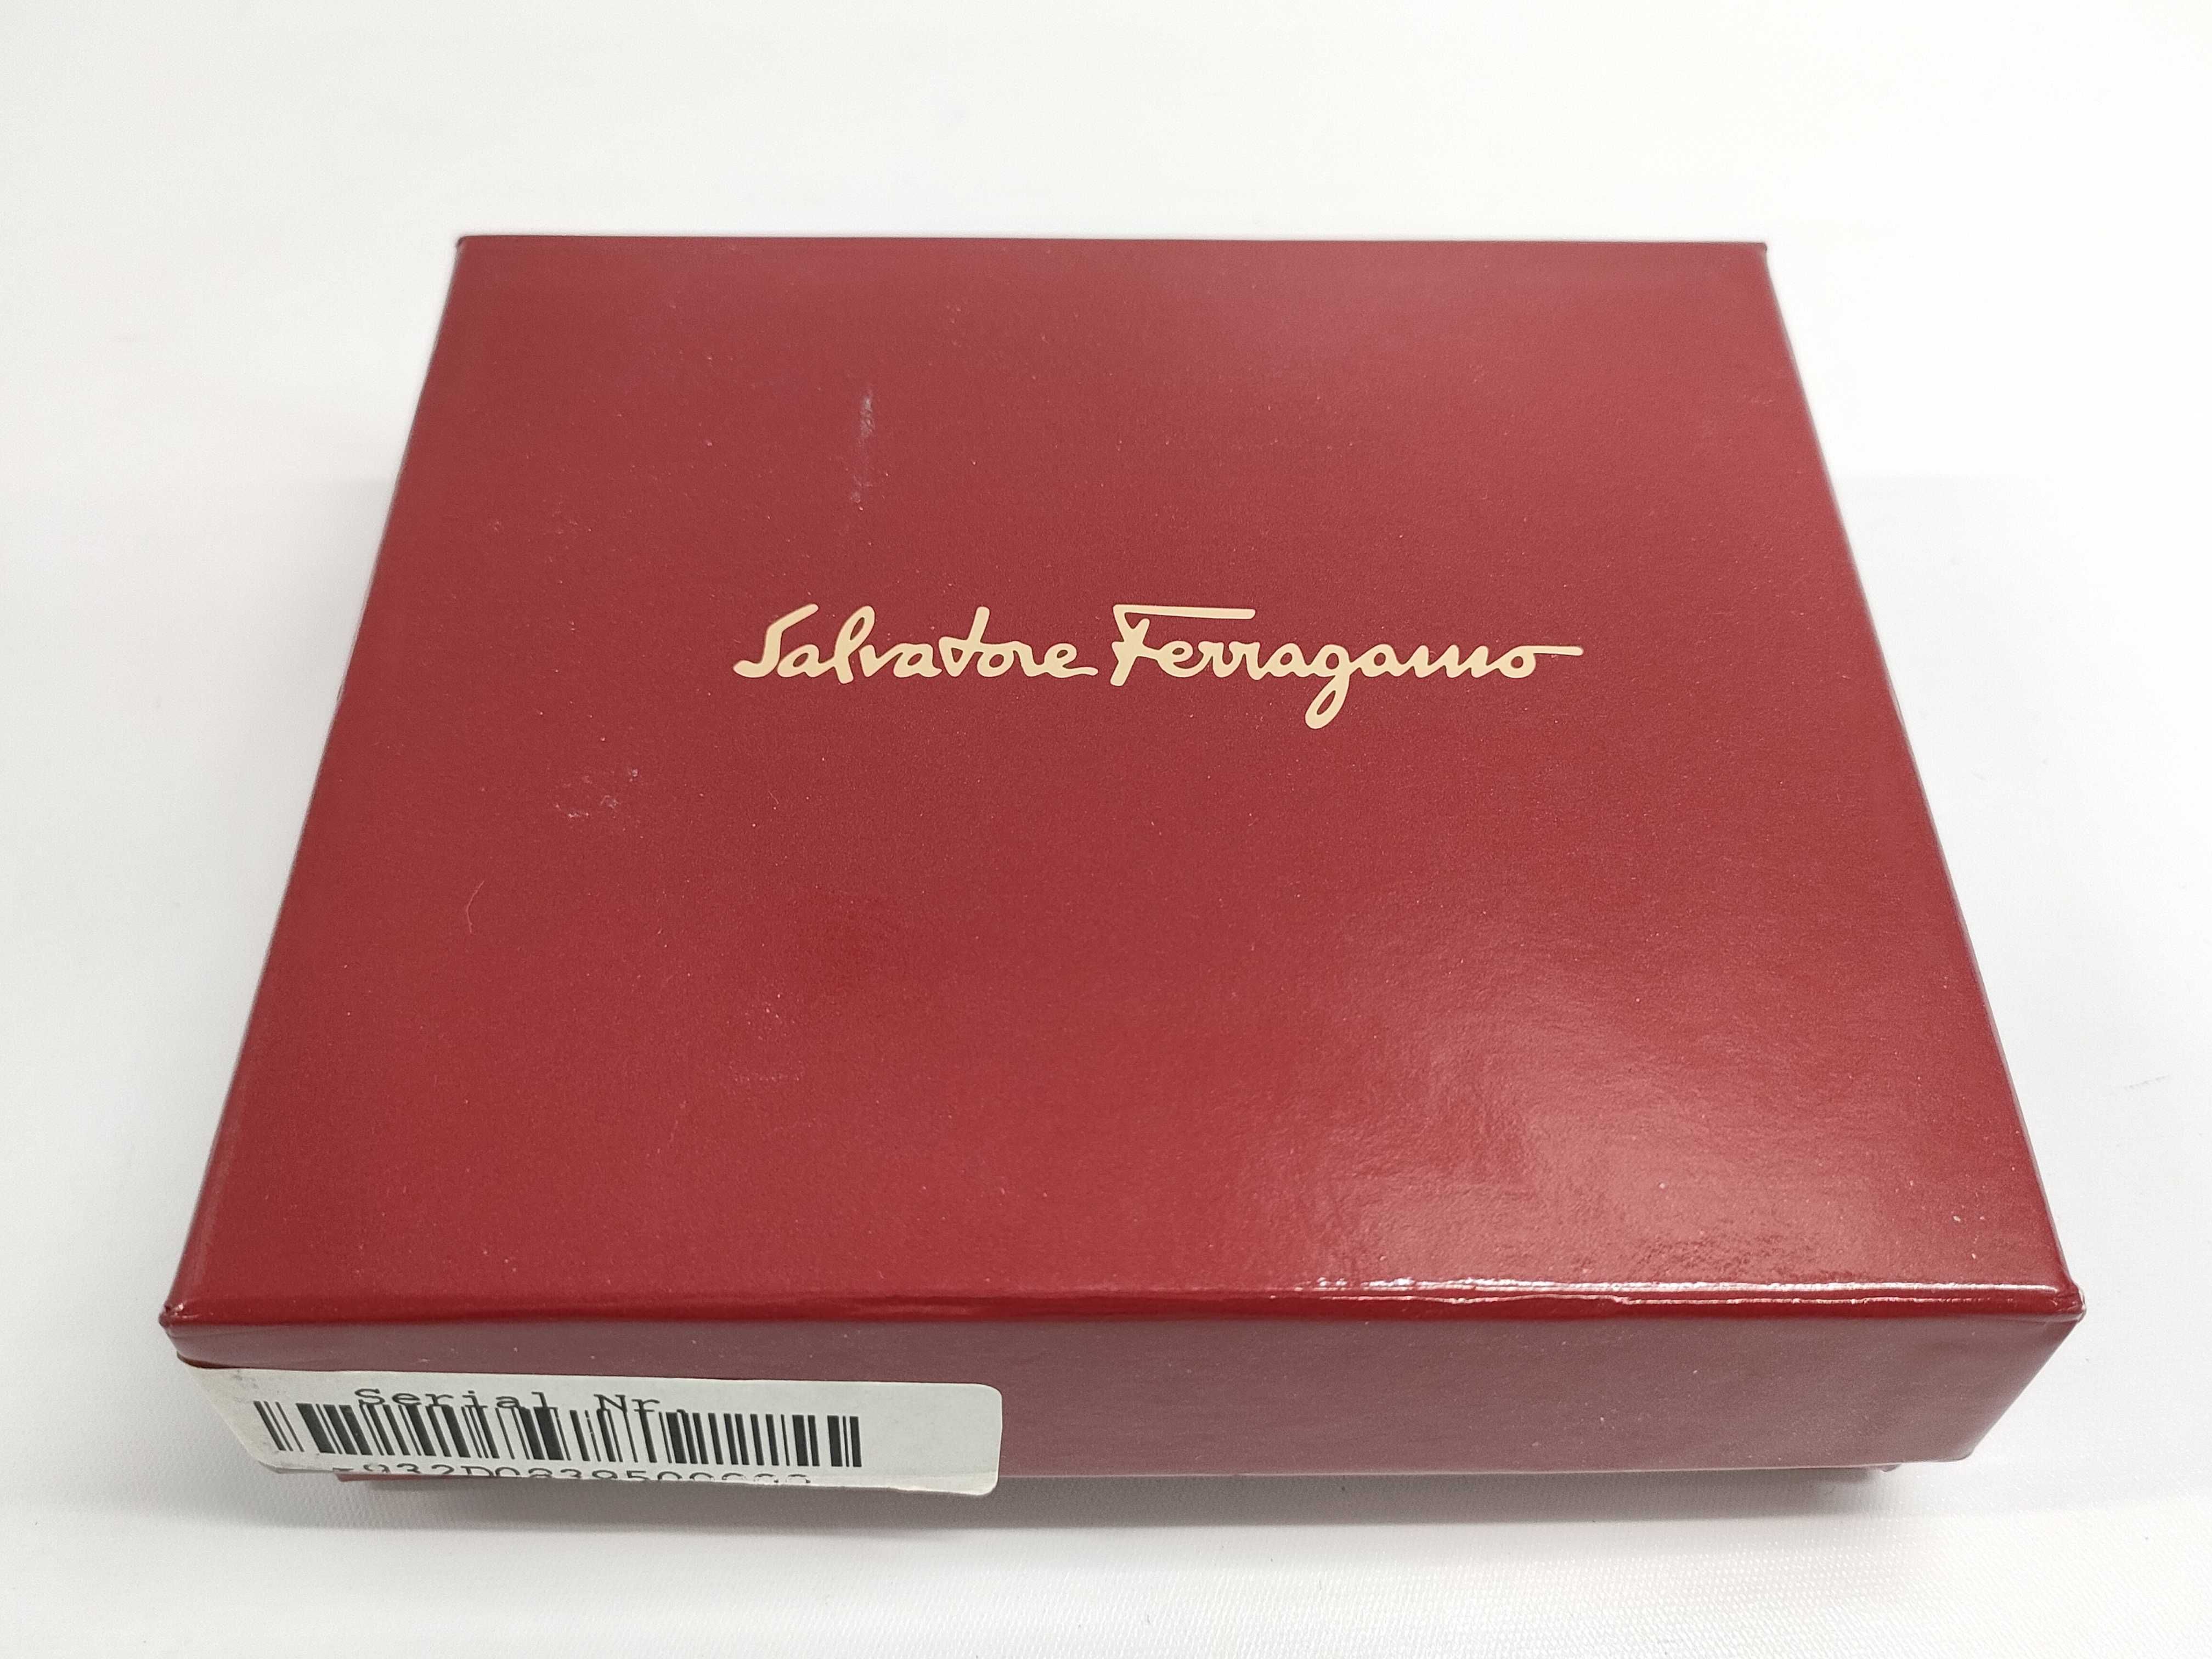 Salvatore Ferragamo
Serial Nr.